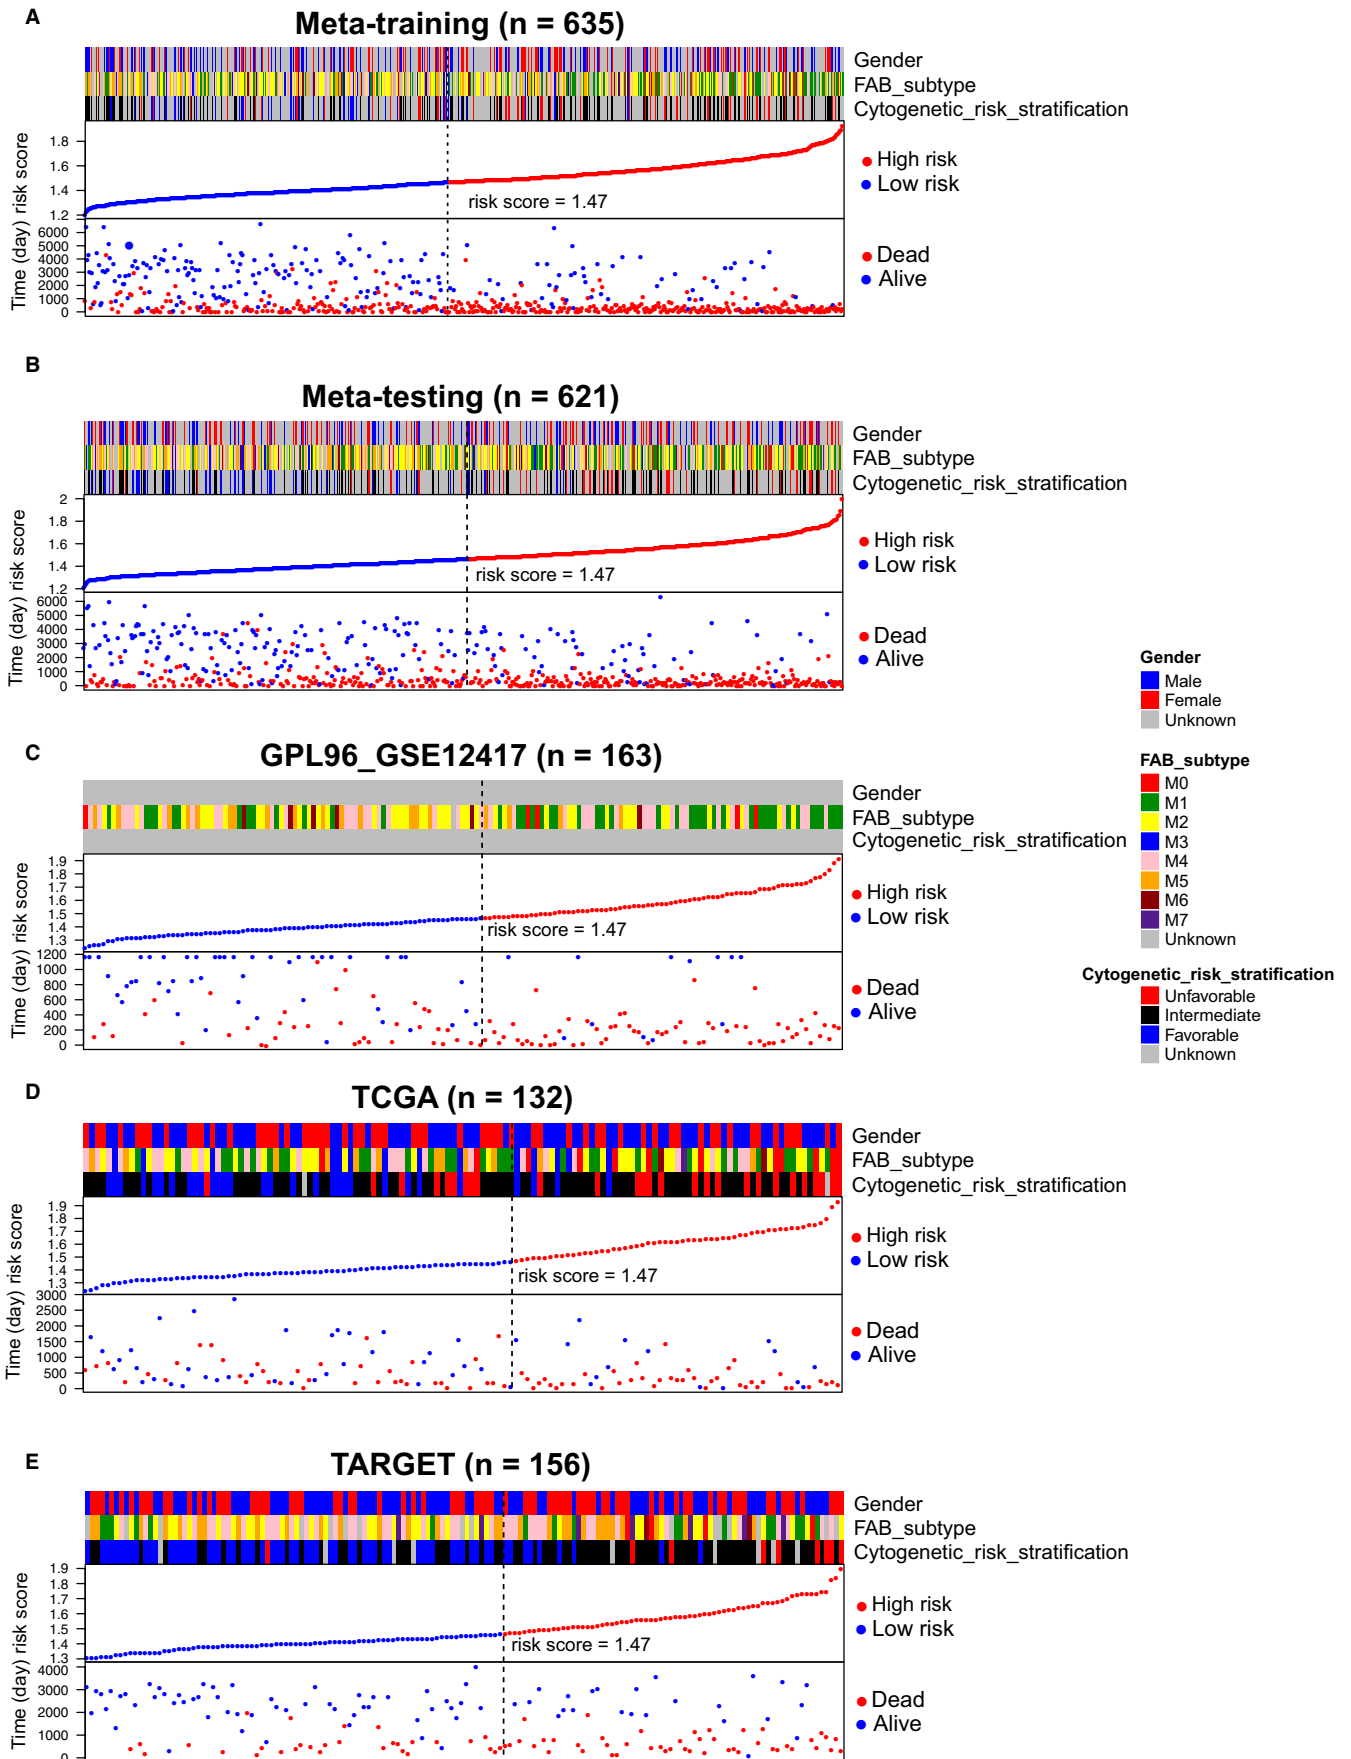 A
Meta-training (n = 635)
Gender
FAB_subtype
Cytogenetic_risk_stratification
risk score
1.8
1.6
1.4
1.2
risk score = 1.47
High risk
Low risk
Time (day)
6000
5000
4000
3000
2000
1000
0
Dead
Alive
B
Meta-testing (n = 621)
Gender
FAB_subtype
Cytogenetic_risk_stratification
risk score
2
1.8
1.6
1.4
1.2
risk score = 1.47
High risk
Low risk
Time (day)
6000
5000
4000
3000
2000
1000
0
Dead
Alive
Gender
Male
Female
Unknown
C
GPL96_GSE12417 (n = 163)
Gender
FAB_subtype
Cytogenetic_risk_stratification
risk score
1.9
1.8
1.7
1.6
1.5
1.4
1.3
risk score = 1.47
High risk
Low risk
Time (day)
1200
1000
800
600
400
200
0
Dead
Alive
FAB_subtype
M0
M1
M2
M3
M4
M5
M6
M7
Unknown
Cytogenetic_risk_stratification
Unfavorable
Intermediate
Favorable
Unknown
D
TCGA (n = 132)
Gender
FAB_subtype
Cytogenetic_risk_stratification
risk score
1.9
1.8
1.7
1.6
1.5
1.4
1.3
risk score = 1.47
High risk
Low risk
Time (day)
3000
2500
2000
1500
1000
500
0
Dead
Alive
E
TARGET (n = 156)
Gender
FAB_subtype
Cytogenetic_risk_stratification
risk score
1.9
1.8
1.7
1.6
1.5
1.4
1.3
risk score = 1.47
High risk
Low risk
Time (day)
4000
3000
2000
1000
0
Dead
Alive